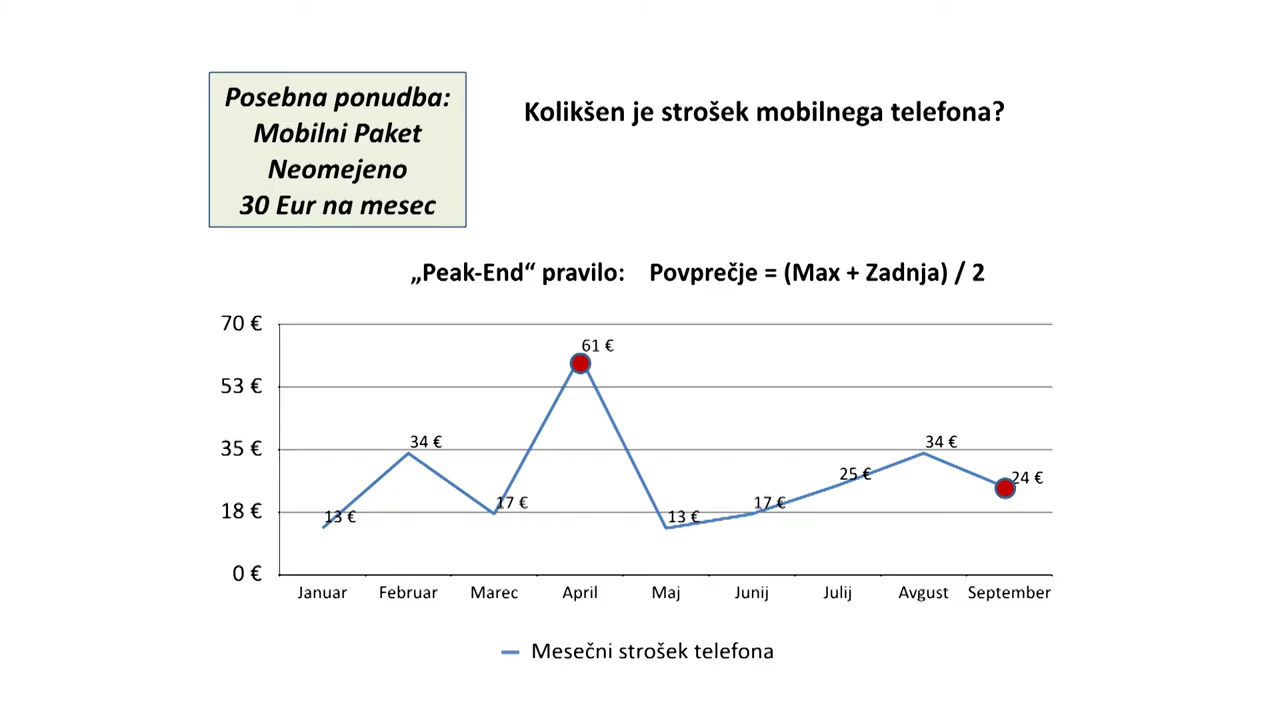 Posebna ponudba:
Mobilni Paket
Neomejeno
30 Eur na mesec
Kolikšen je strošek mobilnega telefona?
„Peak-End“ pravilo: Povprečje = (Max + Zadnja) / 2
70 €
53 €
35 €
18 €
0 €
13 €
34 €
17 €
61 €
13 €
17 €
25 €
34 €
24 €
Januar Februar Marec April Maj Junij Julij Avgust September
Mesečni strošek telefona